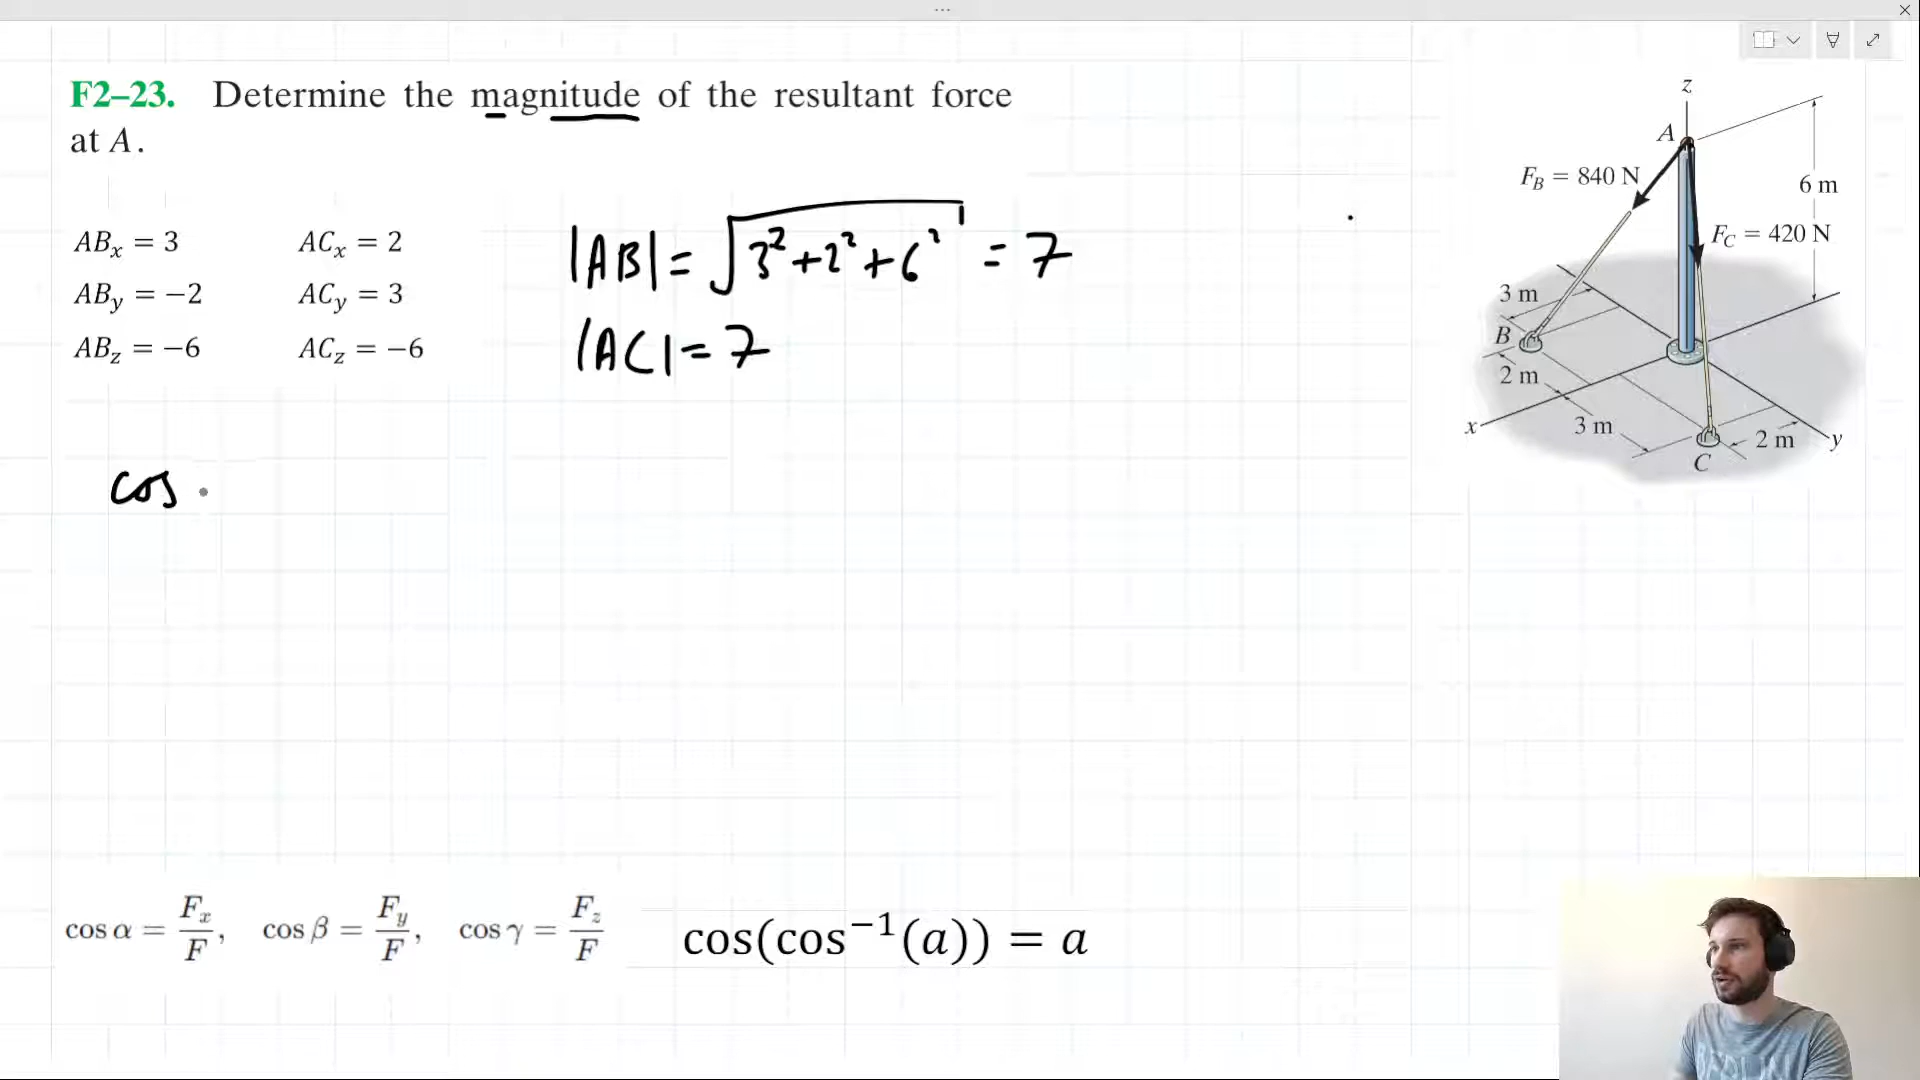 F2–23. Determine the magnitude of the resultant force
at A.
AB_x = 3 AC_x = 2
AB_y = −2 AC_y = 3
AB_z = −6 AC_z = −6
|AB| = √3² + 2² + 6² = 7
|AC| = 7
cos
z
A
F_B = 840 N
6 m
F_C = 420 N
3 m
B
2 m
x
3 m
2 m
y
C
cos α = F_x/F, cos β = F_y/F, cos γ = F_z/F
cos(cos⁻¹(a)) = a